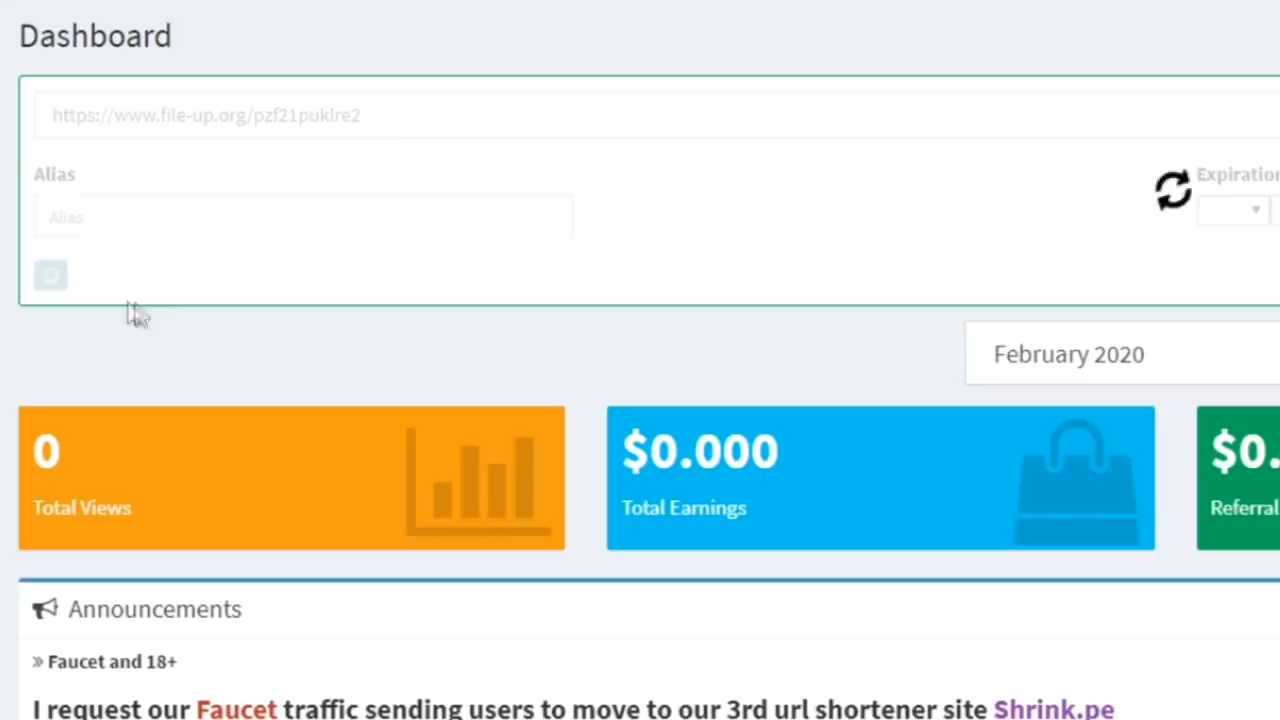 Dashboard
https://www.file-up.org/pzf21puklre2
Alias
Expiration
Alias
February 2020
0
$0.000
$0.
Total Views
Total Earnings
Referral
Announcements
» Faucet and 18+
I request our Faucet traffic sending users to move to our 3rd url shortener site Shrink.pe